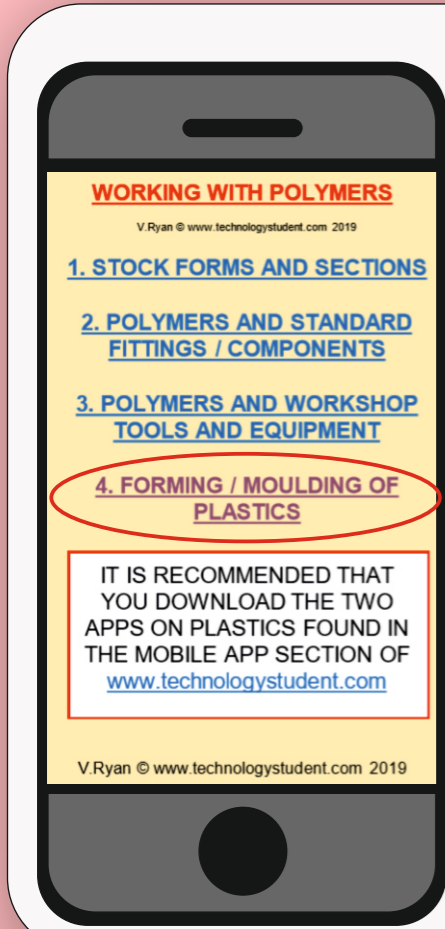 WORKING WITH POLYMERS
V.Ryan © www.technologystudent.com 2019
1. STOCK FORMS AND SECTIONS
2. POLYMERS AND STANDARD
FITTINGS / COMPONENTS
3. POLYMERS AND WORKSHOP
TOOLS AND EQUIPMENT
4. FORMING / MOULDING OF
PLASTICS
IT IS RECOMMENDED THAT
YOU DOWNLOAD THE TWO
APPS ON PLASTICS FOUND IN
THE MOBILE APP SECTION OF
www.technologystudent.com
V.Ryan © www.technologystudent.com 2019